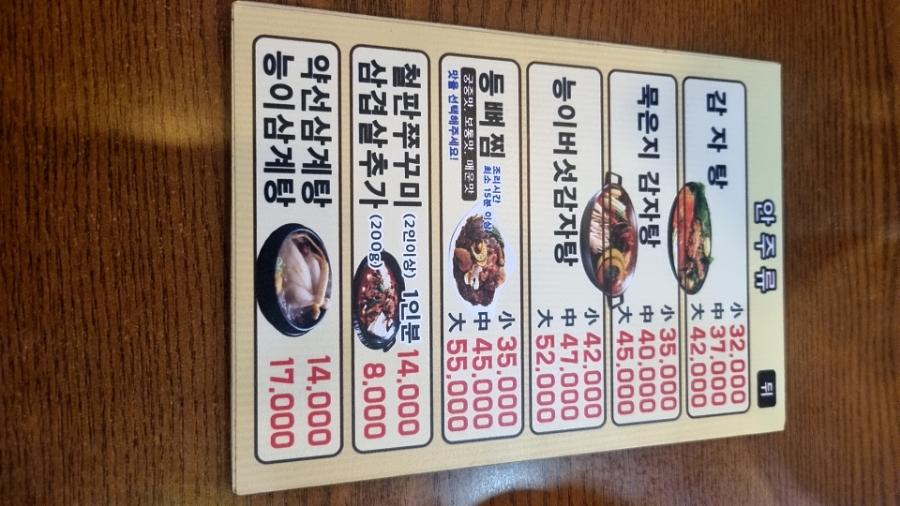 안주류
뒤
감자탕
小 32,000
中 37,000
大 42,000
묵은지 감자탕
小 35,000
中 40,000
大 45,000
능이버섯감자탕
小 42,000
中 47,000
大 52,000
등뼈찜
조리시간
최소 15분 이상
궁중맛, 보통맛, 매운맛
맛을 선택해주세요!
小 35,000
中 45,000
大 55,000
철판쭈꾸미 (2인이상) 1인분 14,000
삼겹살추가 (200g) 8,000
약선삼계탕 14,000
능이삼계탕 17,000